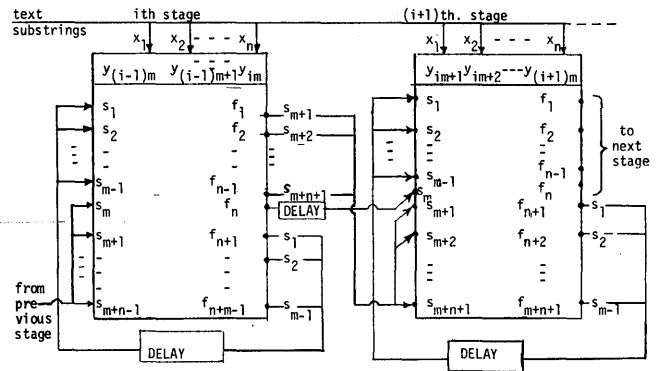 text substrings
ith stage
(i+1)th. stage
x1 x2 - - - xn
x1 x2 - - - xn
y(i-1)m y(i-1)m+1 yim
yim+1 yim+2 ---y(i+1)m
s1 f1 sm+1
s2 f2 sm+2
sm-1 fn-1 sm+n+1
sm fn DELAY
sm+1 fn+1 s1
s2
sm+n-1 fn+m-1 sm-1
from previous stage
DELAY
s1 f1
s2 f2
sm-1 fn-1
sm fn
sm+1 fn+1 s1
sm+2 fn+2 s2
sm+n+1 fm+n+1 sm-1
to next stage
DELAY